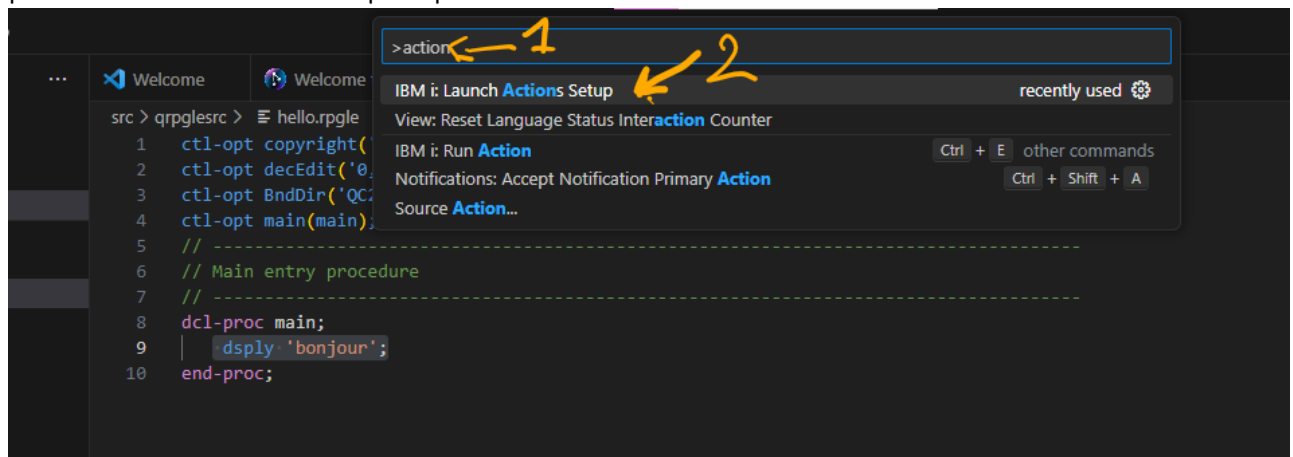 >action 1
IBM i: Launch Actions Setup 2 recently used
View: Reset Language Status Interaction Counter
IBM i: Run Action Ctrl + E other commands
Notifications: Accept Notification Primary Action Ctrl + Shift + A
Source Action...
... Welcome Welcome
src > qrpglesrc > hello.rpgle
1 ctl-opt copyright('
2 ctl-opt decEdit('0,
3 ctl-opt BndDir('QC2
4 ctl-opt main(main);
5 // -----------------------------------------------------------------------------------
6 // Main entry procedure
7 // -----------------------------------------------------------------------------------
8 dcl-proc main;
9 dsply 'bonjour';
10 end-proc;